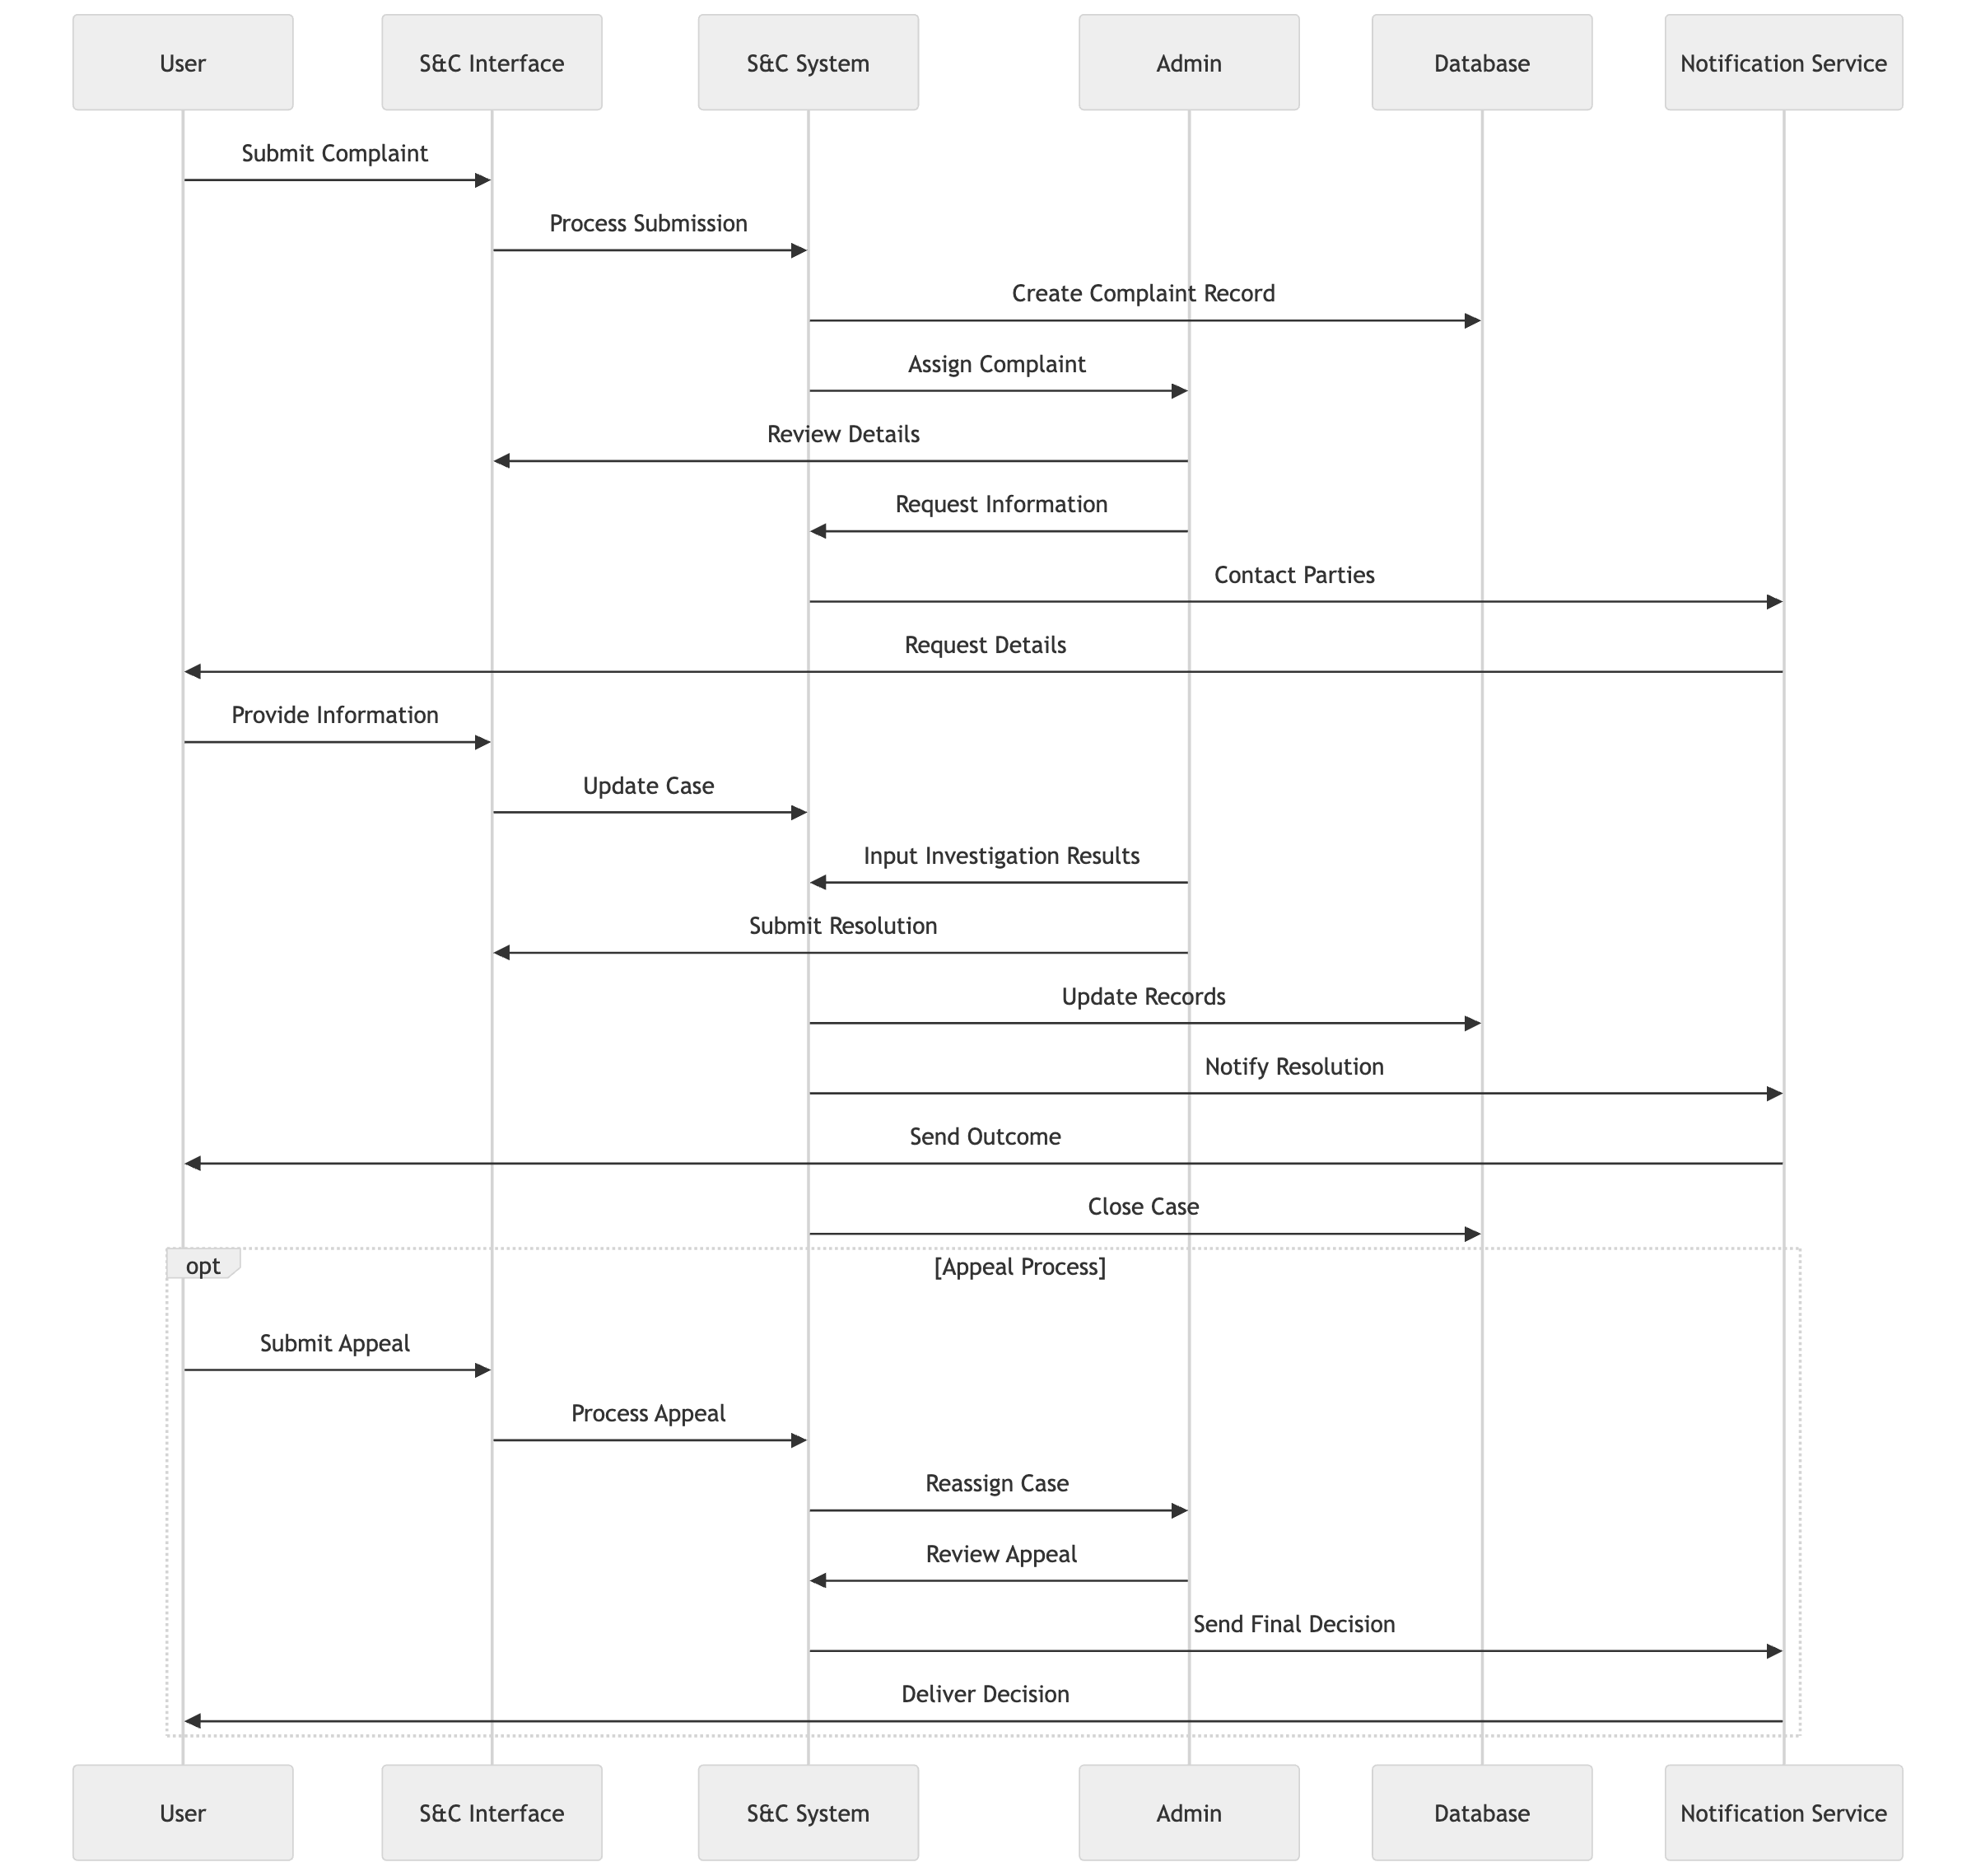 User
S&C Interface
S&C System
Admin
Database
Notification Service
Submit Complaint
Process Submission
Create Complaint Record
Assign Complaint
Review Details
Request Information
Contact Parties
Request Details
Provide Information
Update Case
Input Investigation Results
Submit Resolution
Update Records
Notify Resolution
Send Outcome
Close Case
opt
[Appeal Process]
Submit Appeal
Process Appeal
Reassign Case
Review Appeal
Send Final Decision
Deliver Decision
User
S&C Interface
S&C System
Admin
Database
Notification Service